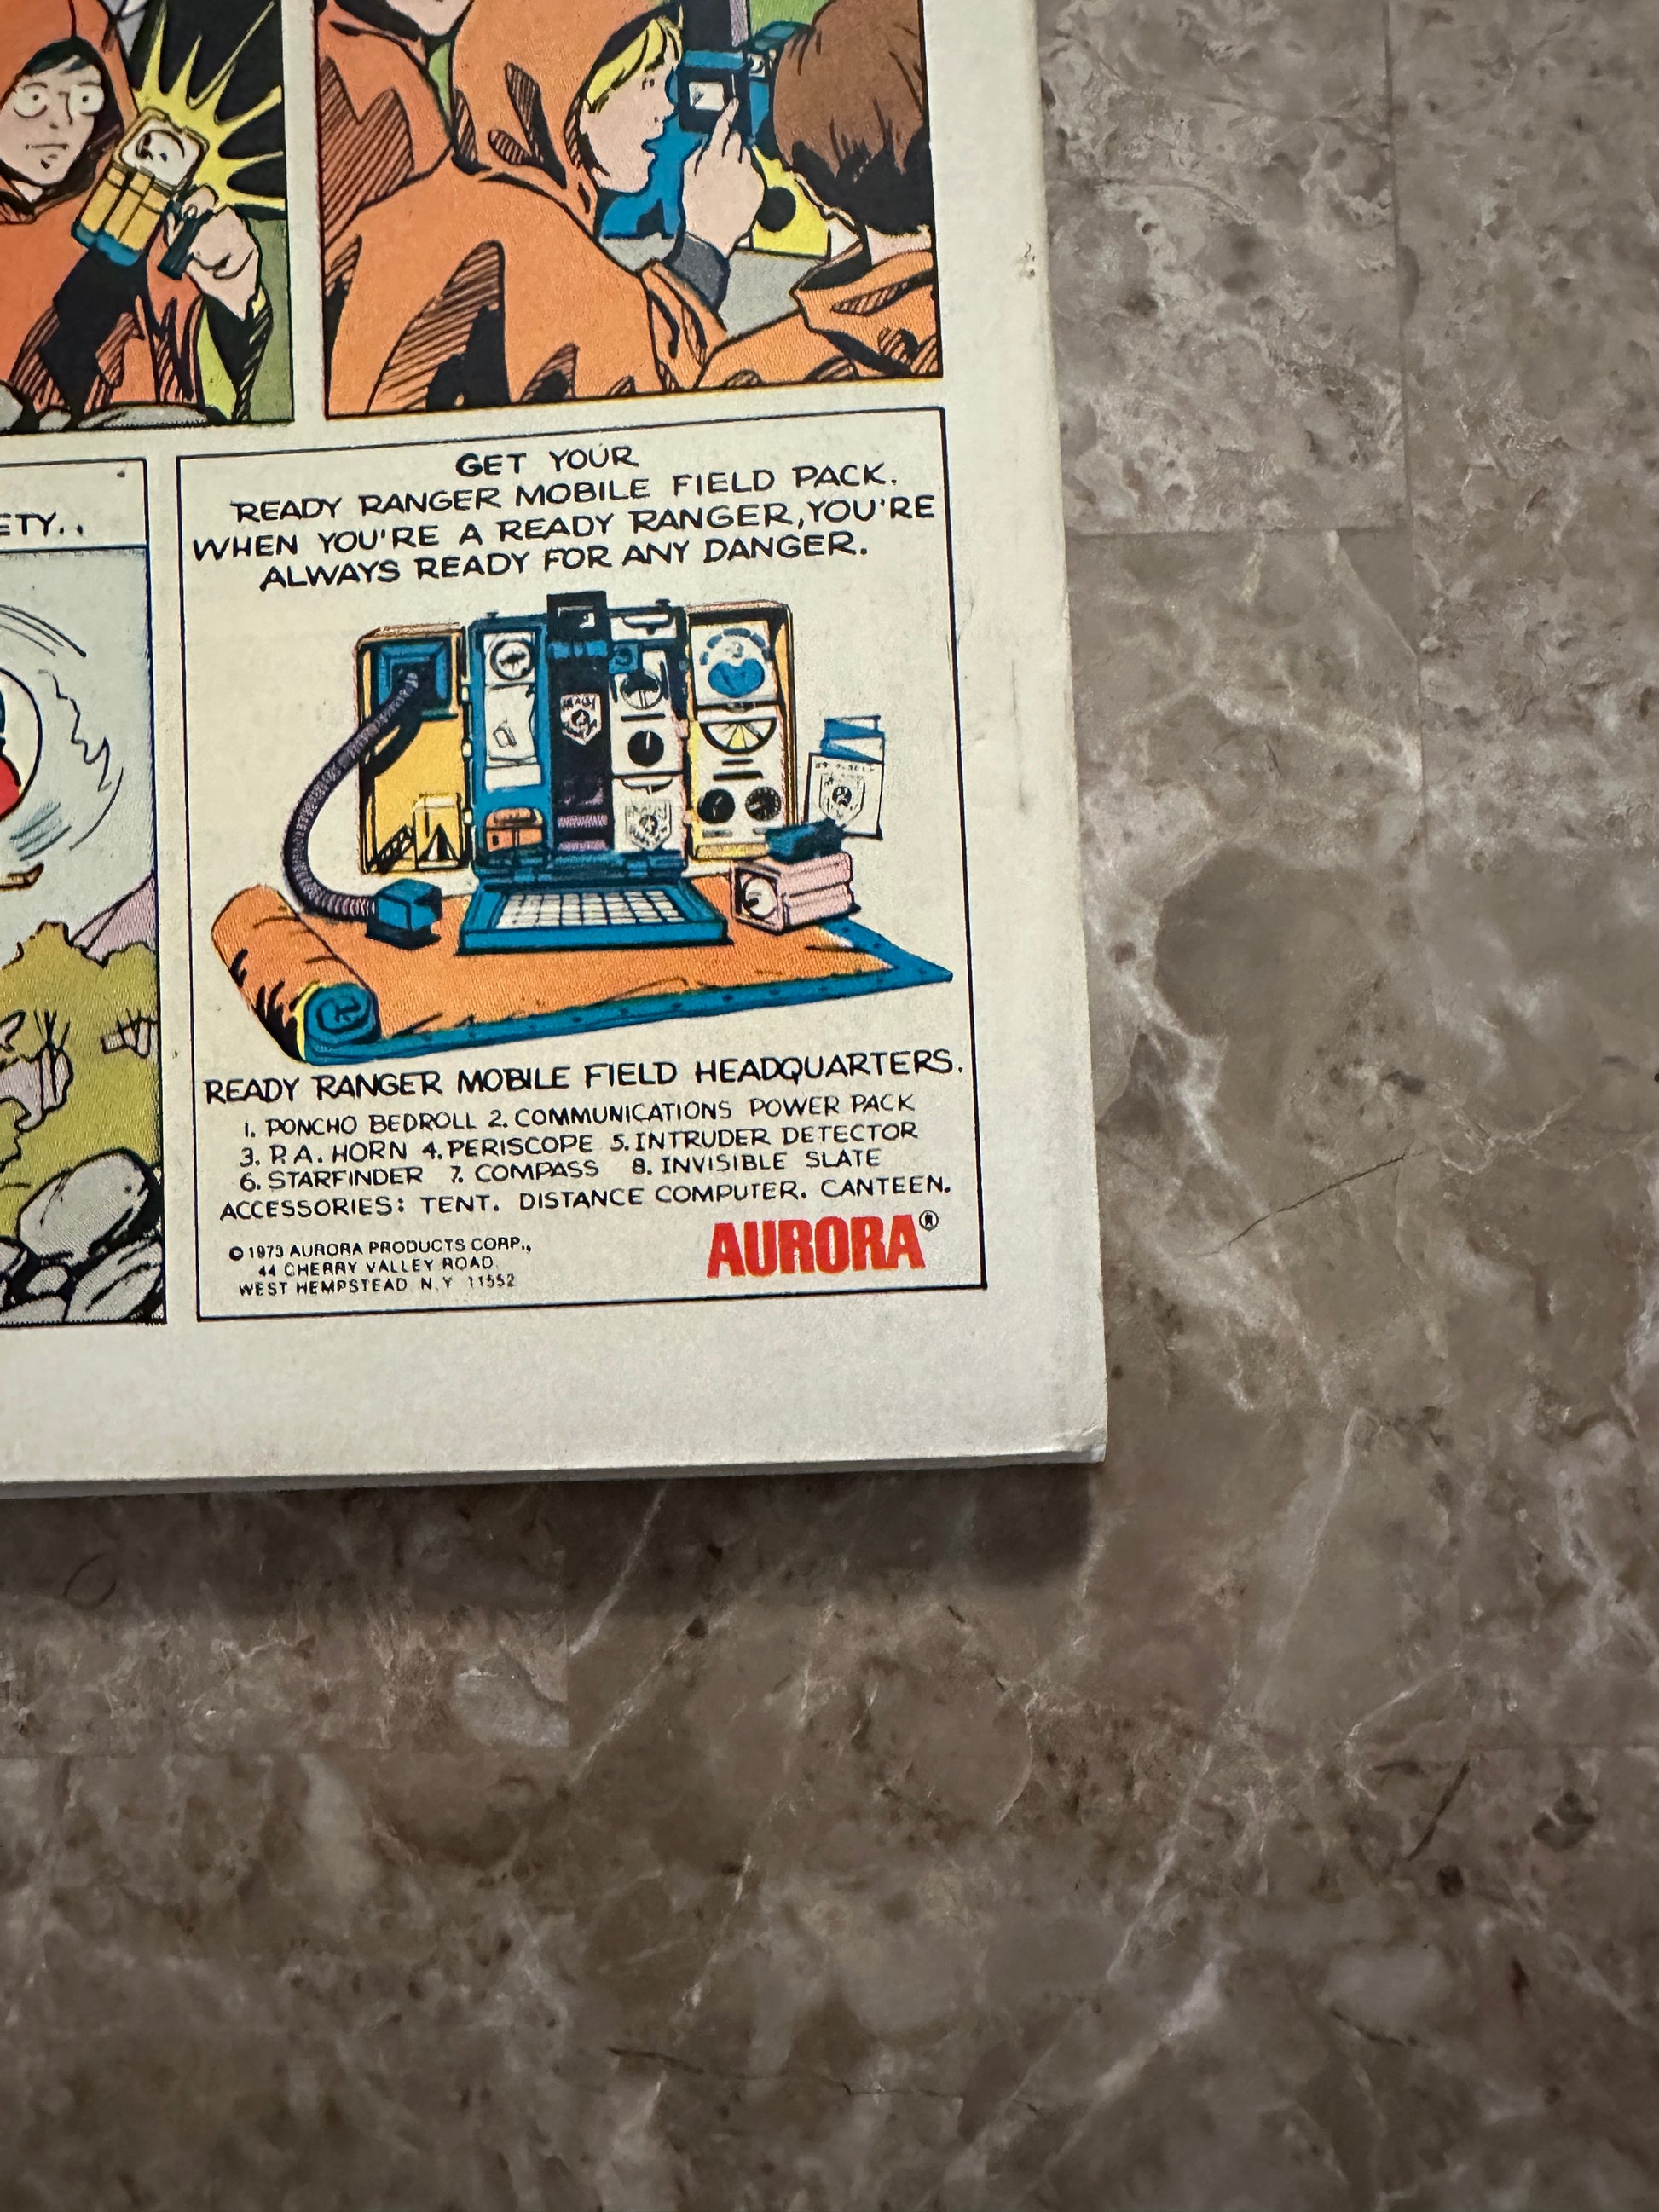 ETY..
GET YOUR
READY RANGER MOBILE FIELD PACK.
WHEN YOU'RE A READY RANGER, YOU'RE
ALWAYS READY FOR ANY DANGER.
READY RANGER MOBILE FIELD HEADQUARTERS.
1. PONCHO BEDROLL 2. COMMUNICATIONS POWER PACK
3. P.A. HORN 4. PERISCOPE 5. INTRUDER DETECTOR
6. STARFINDER 7. COMPASS 8. INVISIBLE SLATE
ACCESSORIES: TENT. DISTANCE COMPUTER. CANTEEN.
© 1973 AURORA PRODUCTS CORP.,
44 CHERRY VALLEY ROAD
WEST HEMPSTEAD N.Y 11552
AURORA®